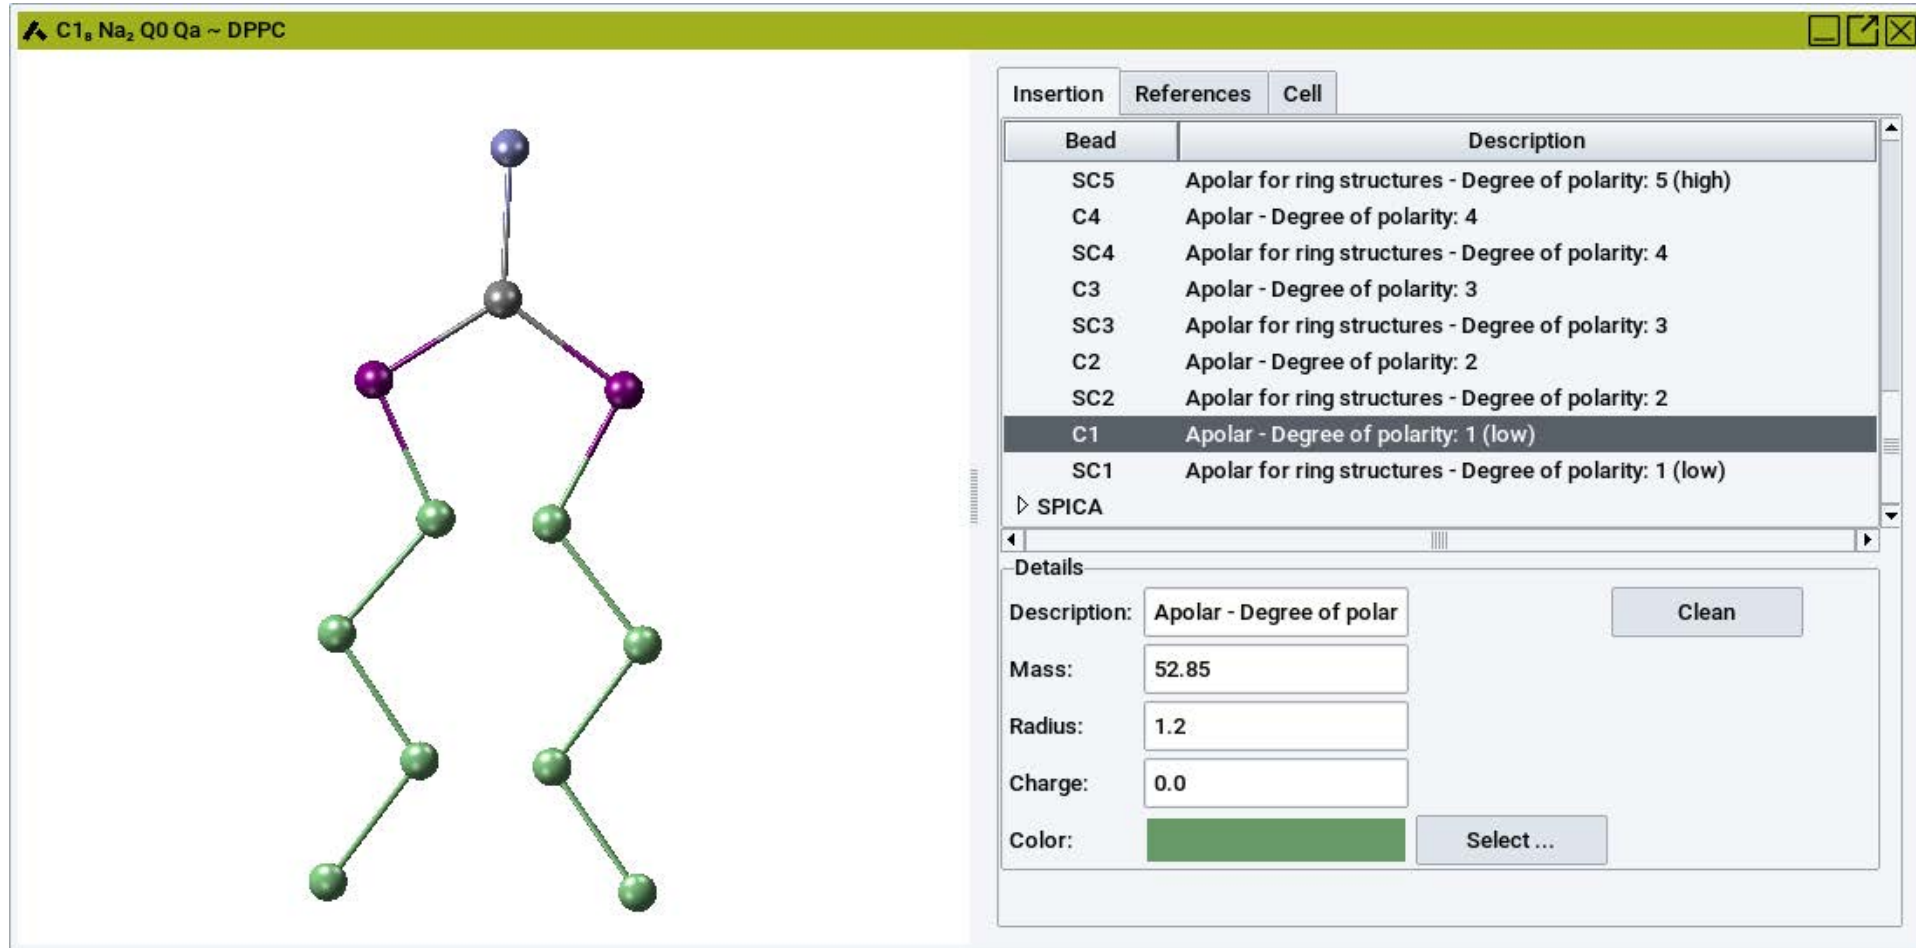 C1₈ Na₂ Q0 Qa ~ DPPC
Insertion References Cell
Bead Description
SC5 Apolar for ring structures - Degree of polarity: 5 (high)
C4 Apolar - Degree of polarity: 4
SC4 Apolar for ring structures - Degree of polarity: 4
C3 Apolar - Degree of polarity: 3
SC3 Apolar for ring structures - Degree of polarity: 3
C2 Apolar - Degree of polarity: 2
SC2 Apolar for ring structures - Degree of polarity: 2
C1 Apolar - Degree of polarity: 1 (low)
SC1 Apolar for ring structures - Degree of polarity: 1 (low)
SPICA
Details
Description: Apolar - Degree of polar Clean
Mass: 52.85
Radius: 1.2
Charge: 0.0
Color: Select ...